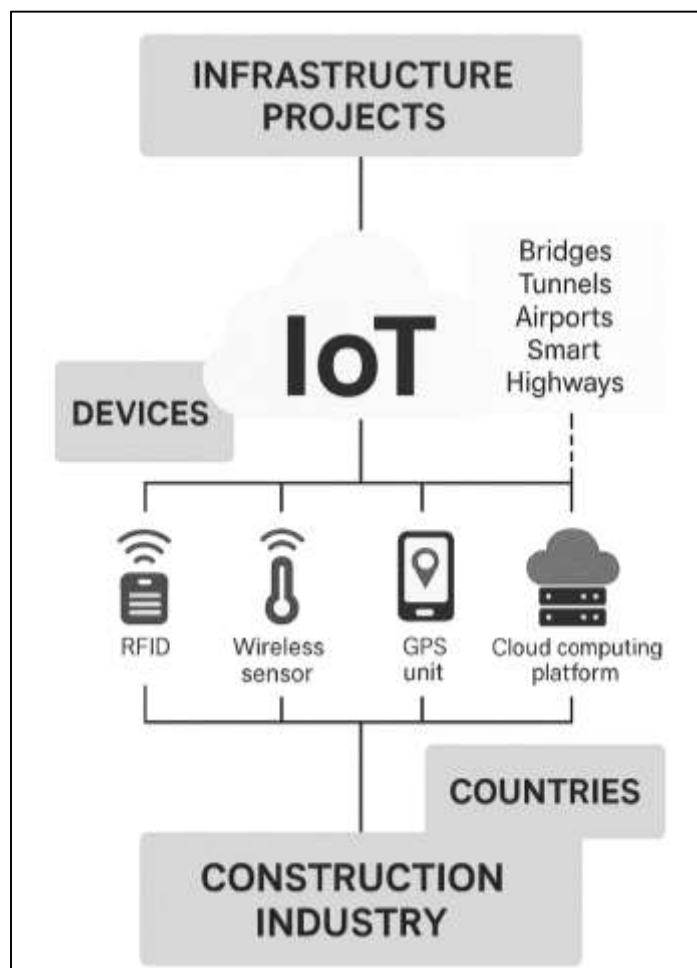 INFRASTRUCTURE
PROJECTS
Bridges
Tunnels
Airports
Smart
Highways
IoT
DEVICES
RFID
Wireless
sensor
GPS
unit
Cloud computing
platform
COUNTRIES
CONSTRUCTION
INDUSTRY